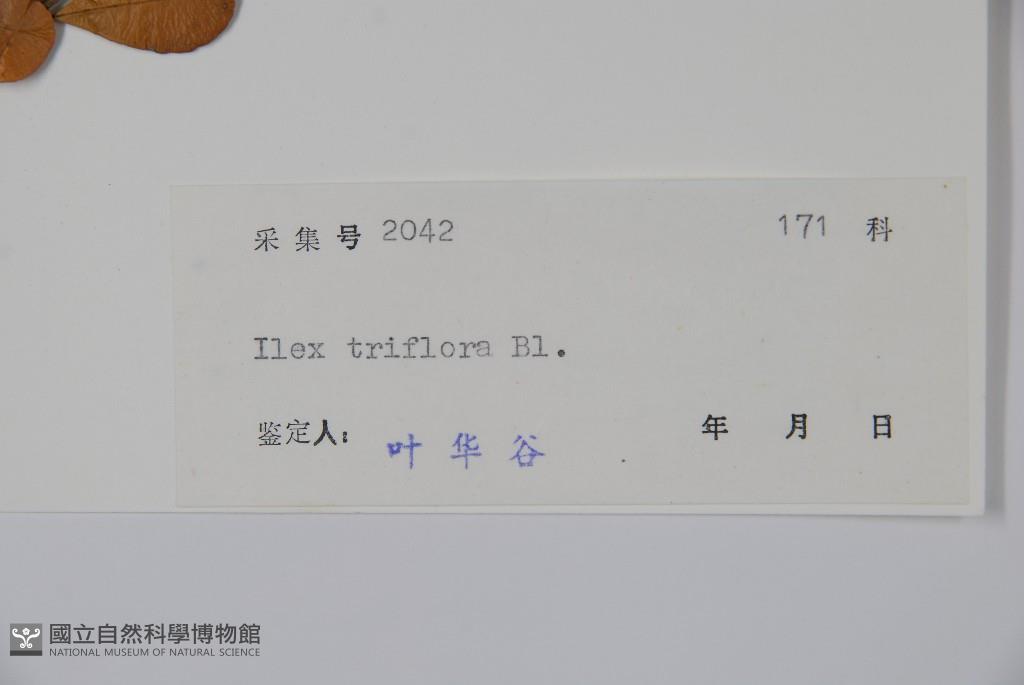 采集号 2042 171 科
Ilex triflora Bl.
鉴定人: 叶华谷 年 月 日
國立自然科學博物館
NATIONAL MUSEUM OF NATURAL SCIENCE